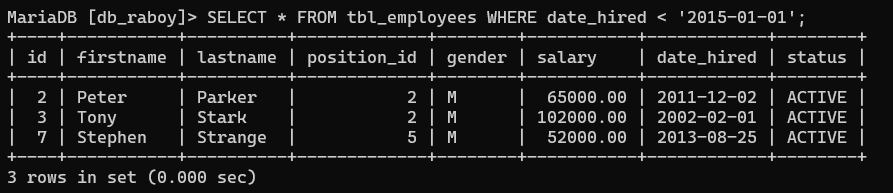 MariaDB [db_raboy]> SELECT * FROM tbl_employees WHERE date_hired < '2015-01-01';
+----+-----------+----------+-------------+--------+-----------+------------+--------+
| id | firstname | lastname | position_id | gender | salary    | date_hired | status |
+----+-----------+----------+-------------+--------+-----------+------------+--------+
|  2 | Peter     | Parker   |           2 | M      |  65000.00 | 2011-12-02 | ACTIVE |
|  3 | Tony      | Stark    |           2 | M      | 102000.00 | 2002-02-01 | ACTIVE |
|  7 | Stephen   | Strange  |           5 | M      |  52000.00 | 2013-08-25 | ACTIVE |
+----+-----------+----------+-------------+--------+-----------+------------+--------+
3 rows in set (0.000 sec)